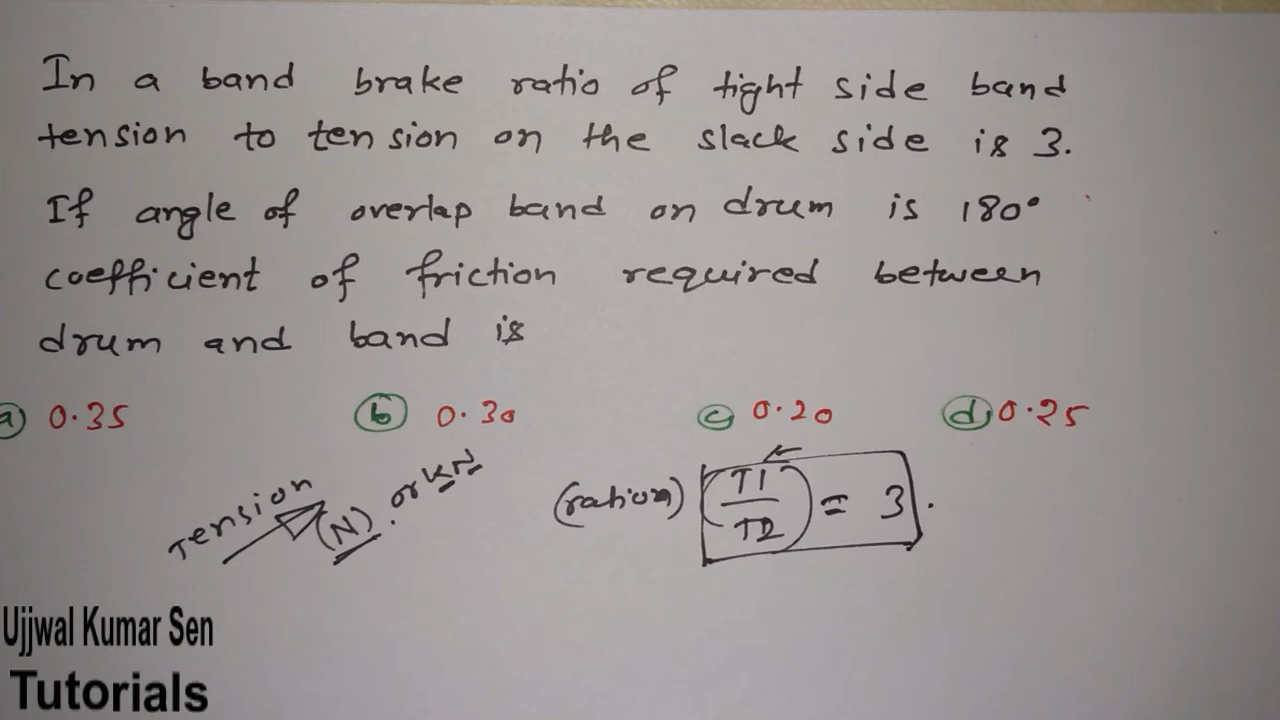 In a band brake ratio of tight side band
tension to tension on the slack side is 3.
If angle of overlap band on drum is 180°
coefficient of friction required between
drum and band is
a) 0.35 b 0.30 c 0.20 d 0.25
Tension (N) or kN
(ration) (T1/T2) = 3.
Ujjwal Kumar Sen
Tutorials